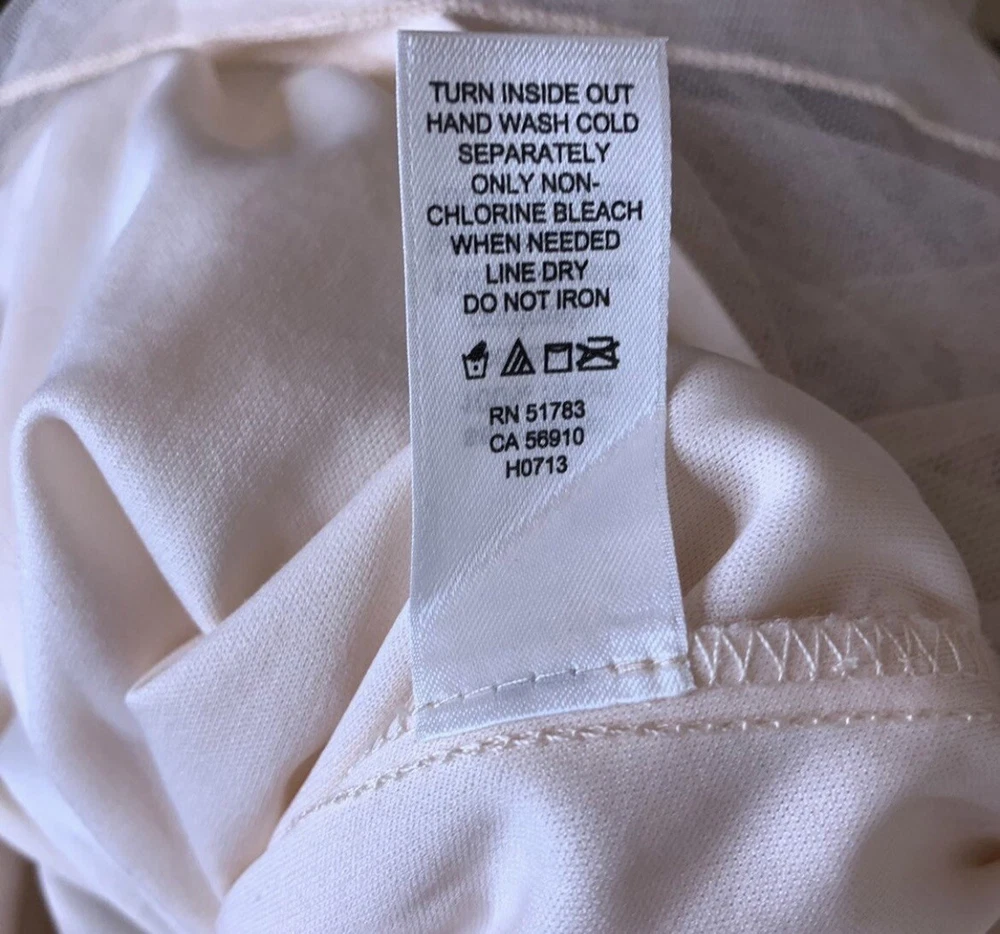 TURN INSIDE OUT
HAND WASH COLD
SEPARATELY
ONLY NON-
CHLORINE BLEACH
WHEN NEEDED
LINE DRY
DO NOT IRON
RN 51783
CA 56910
H0713